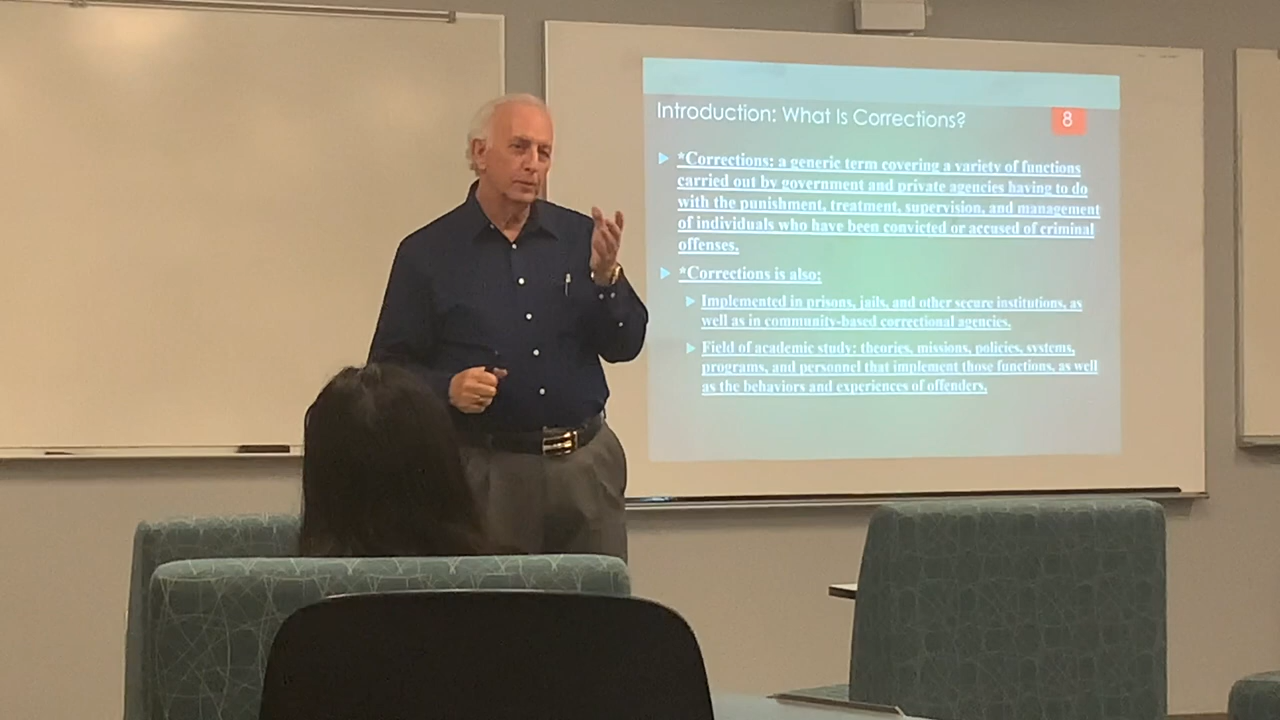 Introduction: What Is Corrections?
8
*Corrections: a generic term covering a variety of functions
carried out by government and private agencies having to do
with the punishment, treatment, supervision, and management
of individuals who have been convicted or accused of criminal
offenses.
*Corrections is also:
Implemented in prisons, jails, and other secure institutions, as
well as in community-based correctional agencies.
Field of academic study: theories, missions, policies, systems,
programs, and personnel that implement those functions, as well
as the behaviors and experiences of offenders.